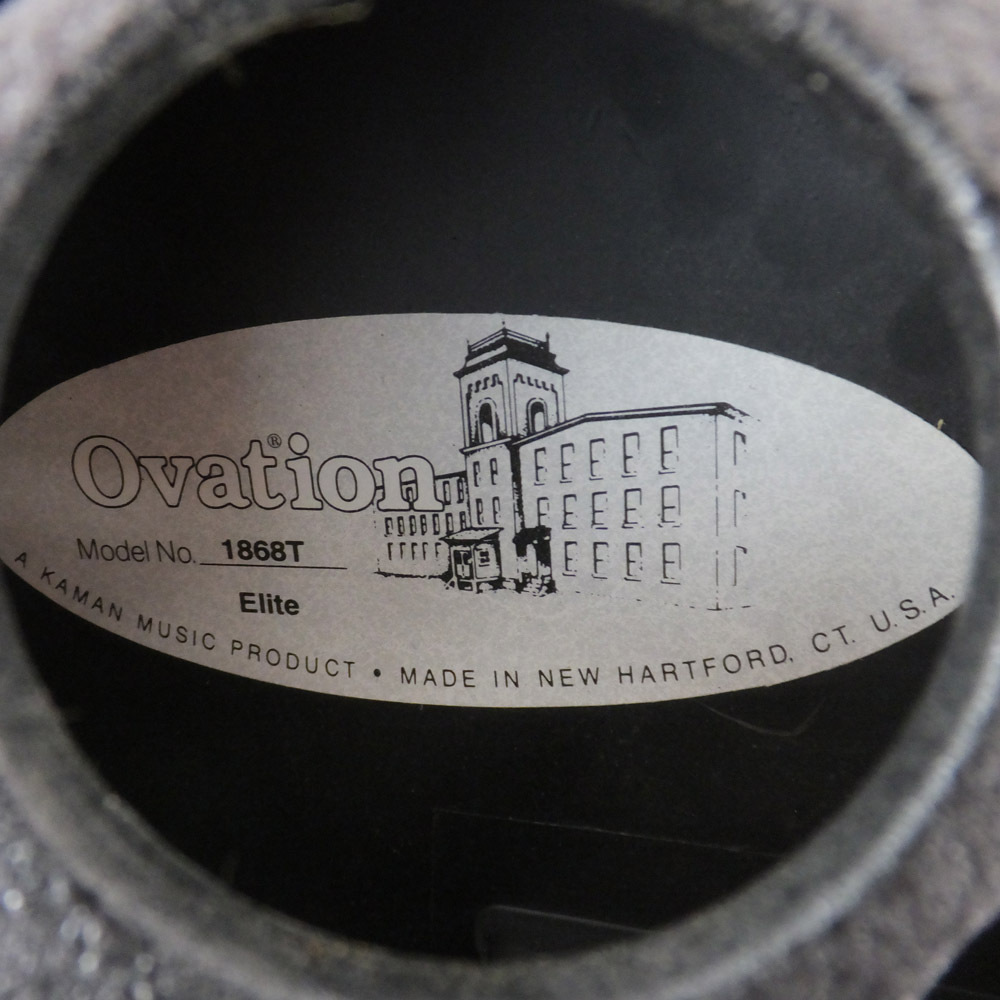 Ovation®
Model No. 1868T
Elite
A KAMAN MUSIC PRODUCT • MADE IN NEW HARTFORD, CT. U.S.A.